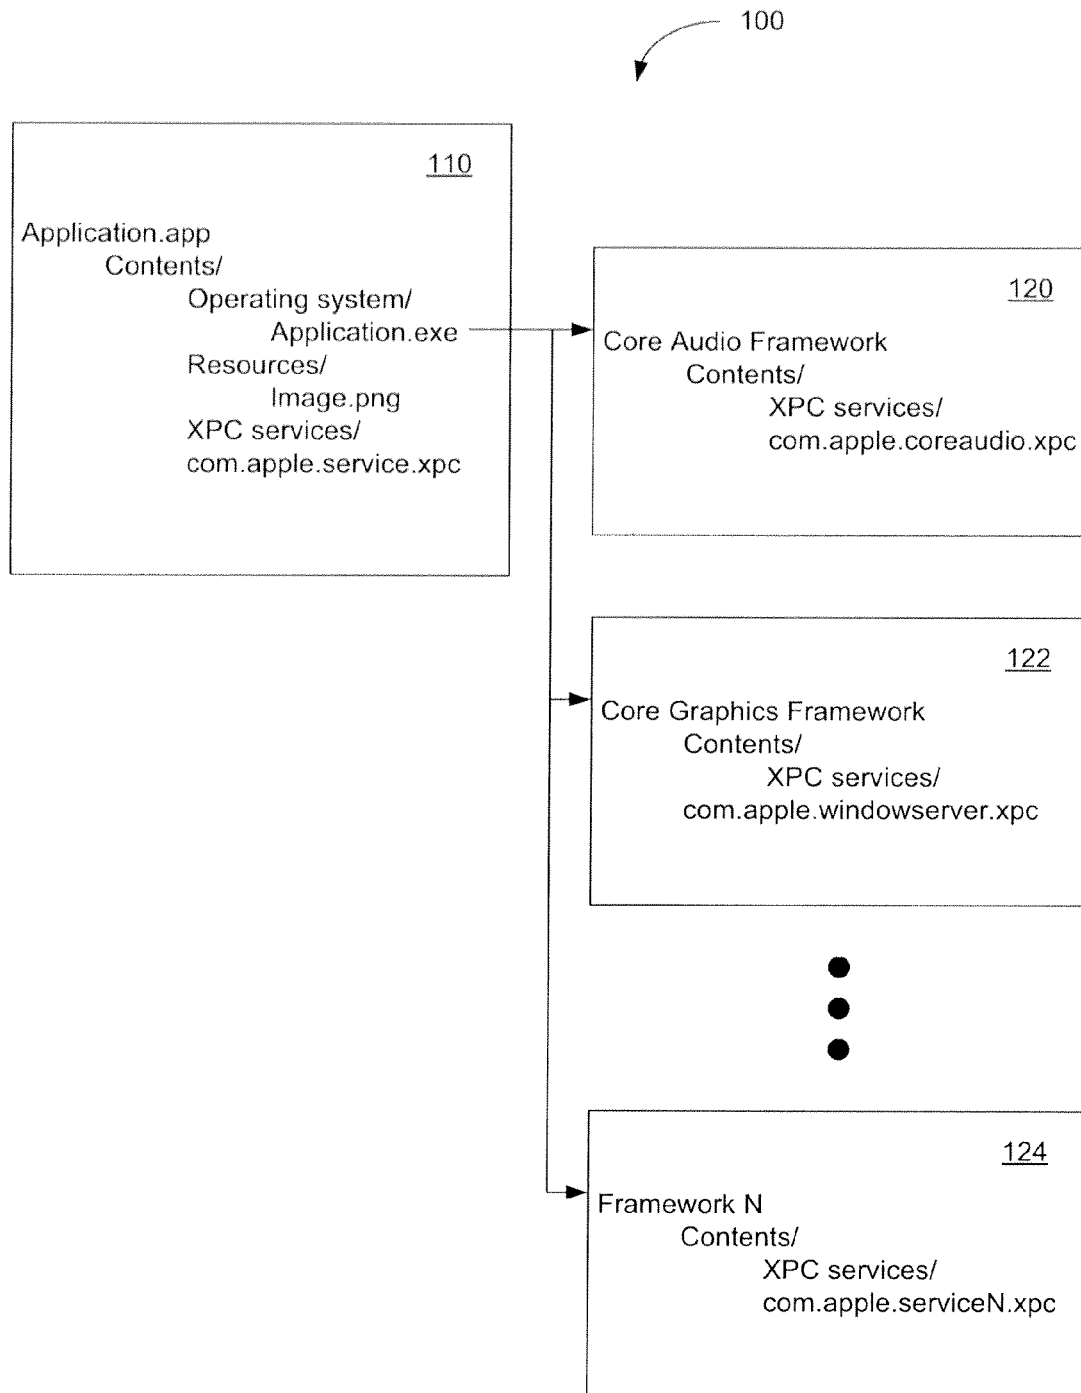 100
110
Application.app
Contents/
Operating system/
Application.exe
Resources/
Image.png
XPC services/
com.apple.service.xpc
120
Core Audio Framework
Contents/
XPC services/
com.apple.coreaudio.xpc
122
Core Graphics Framework
Contents/
XPC services/
com.apple.windowserver.xpc
124
Framework N
Contents/
XPC services/
com.apple.serviceN.xpc